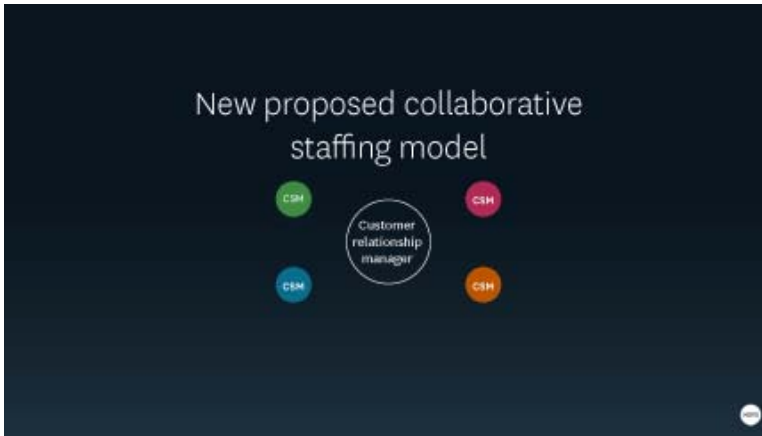 New proposed collaborative
staffing model
CSM
CSM
Customer
relationship
manager
CSM
CSM